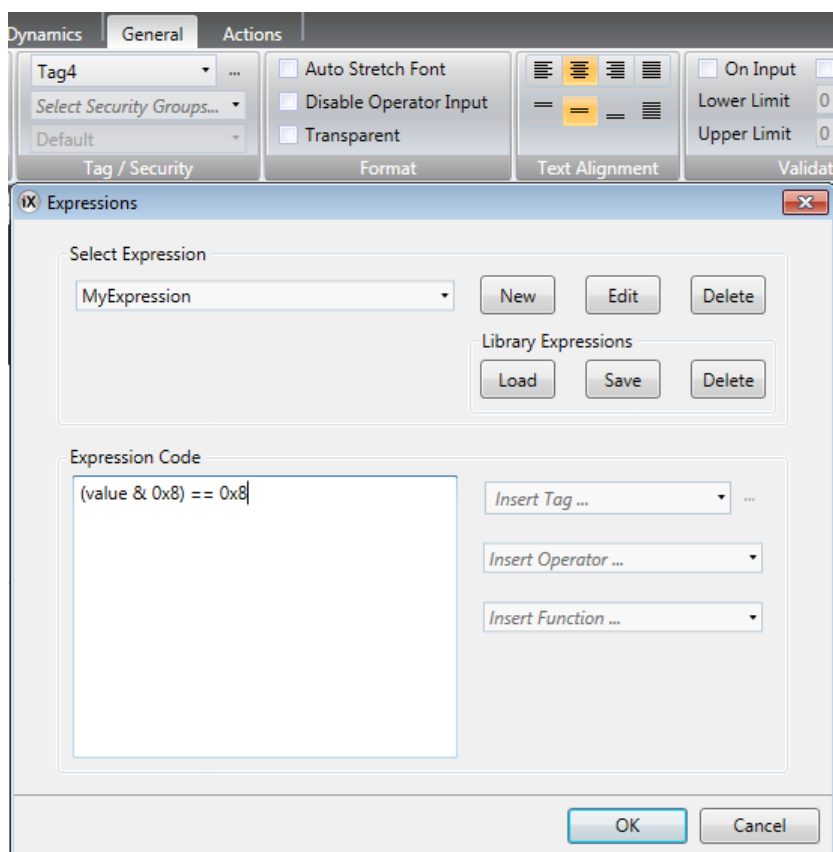 Dynamics General Actions
Tag4 ...
Select Security Groups...
Default
Tag / Security
Auto Stretch Font
Disable Operator Input
Transparent
Format
Text Alignment
On Input
Lower Limit 0
Upper Limit 0
iX Expressions
Select Expression
MyExpression
New Edit Delete
Library Expressions
Load Save Delete
Expression Code
(value & 0x8) == 0x8
Insert Tag ... ...
Insert Operator ...
Insert Function ...
OK Cancel